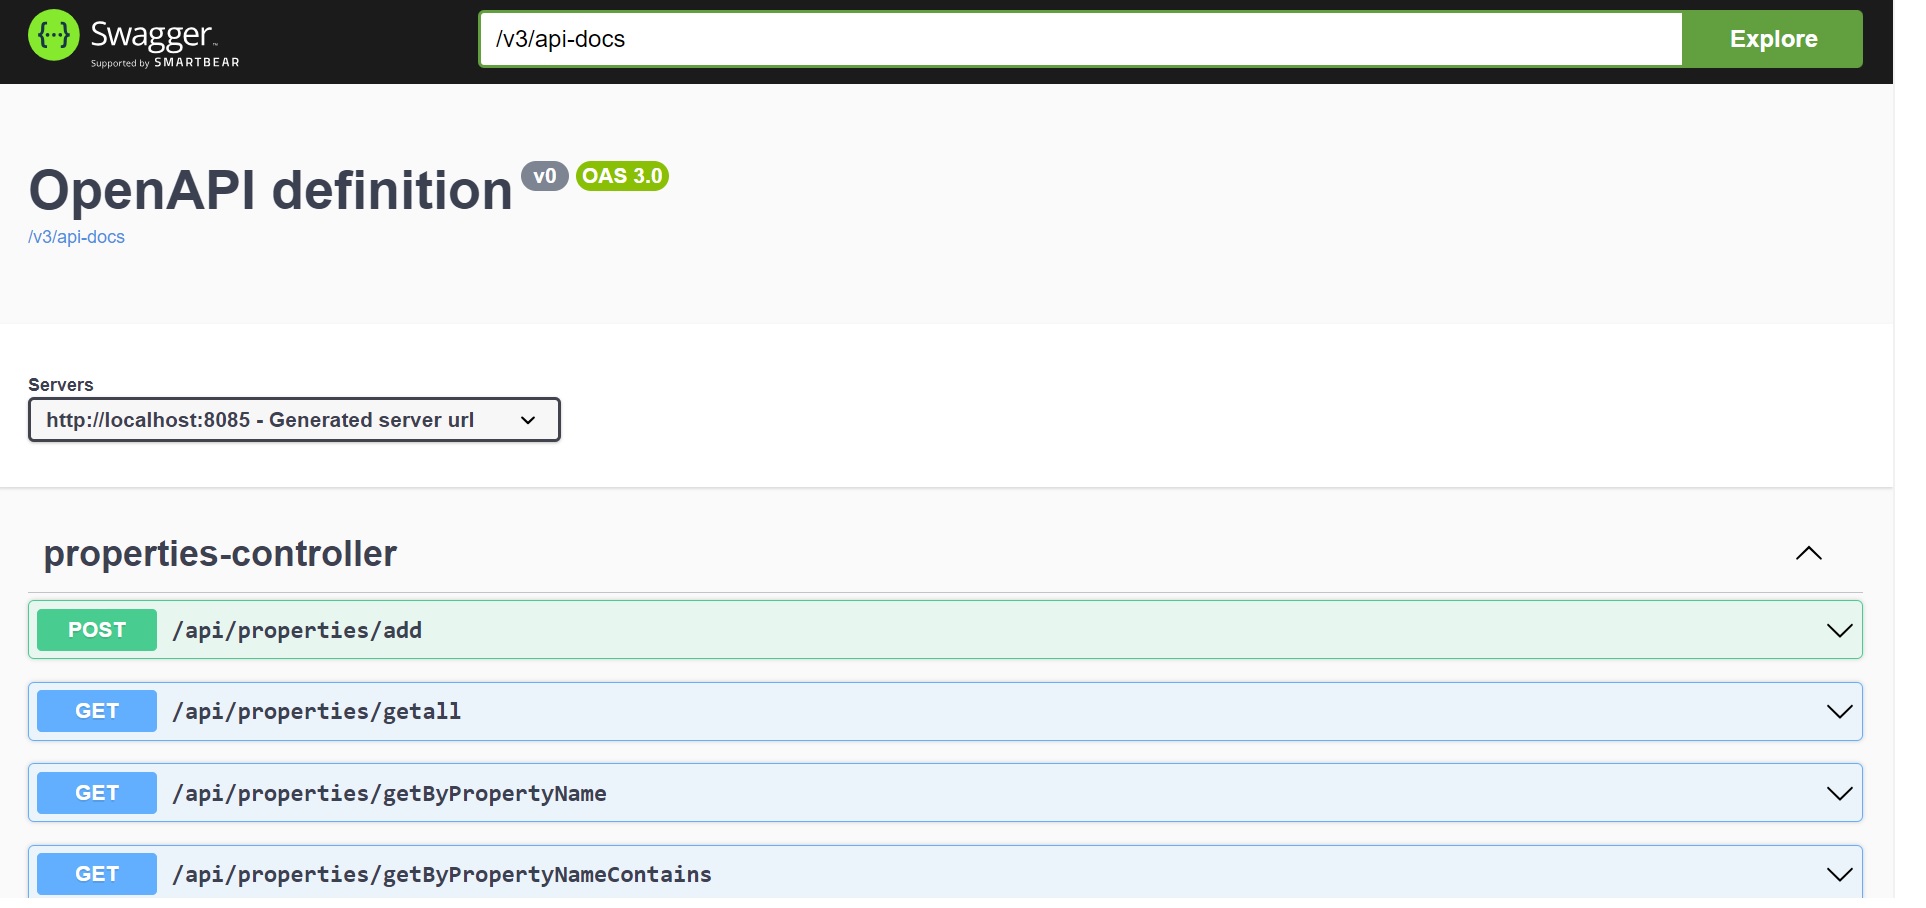 {···} Swagger™
Supported by SMARTBEAR
/v3/api-docs
Explore
OpenAPI definition v0 OAS 3.0
/v3/api-docs
Servers
http://localhost:8085 - Generated server url
properties-controller
POST /api/properties/add
GET /api/properties/getall
GET /api/properties/getByPropertyName
GET /api/properties/getByPropertyNameContains